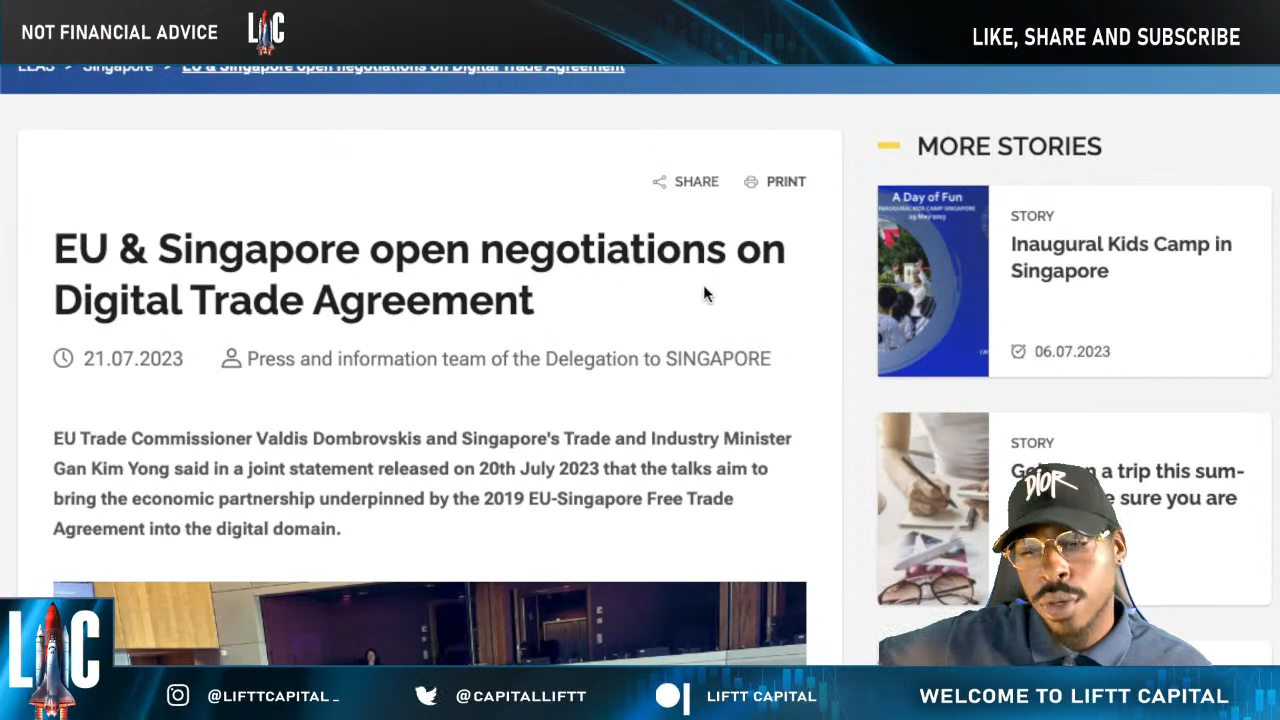 NOT FINANCIAL ADVICE
LIKE, SHARE AND SUBSCRIBE
Singapore > EU & Singapore open negotiations on Digital Trade Agreement
SHARE
PRINT
EU & Singapore open negotiations on
Digital Trade Agreement
21.07.2023
Press and information team of the Delegation to SINGAPORE
EU Trade Commissioner Valdis Dombrovskis and Singapore's Trade and Industry Minister
Gan Kim Yong said in a joint statement released on 20th July 2023 that the talks aim to
bring the economic partnership underpinned by the 2019 EU-Singapore Free Trade
Agreement into the digital domain.
MORE STORIES
A Day of Fun
INAUGURAL KIDS CAMP SINGAPORE
STORY
Inaugural Kids Camp in
Singapore
06.07.2023
STORY
n a trip this sum-
e sure you are
DIOR
@LIFTTCAPITAL_
@CAPITALLIFTT
LIFTT CAPITAL
WELCOME TO LIFTT CAPITAL